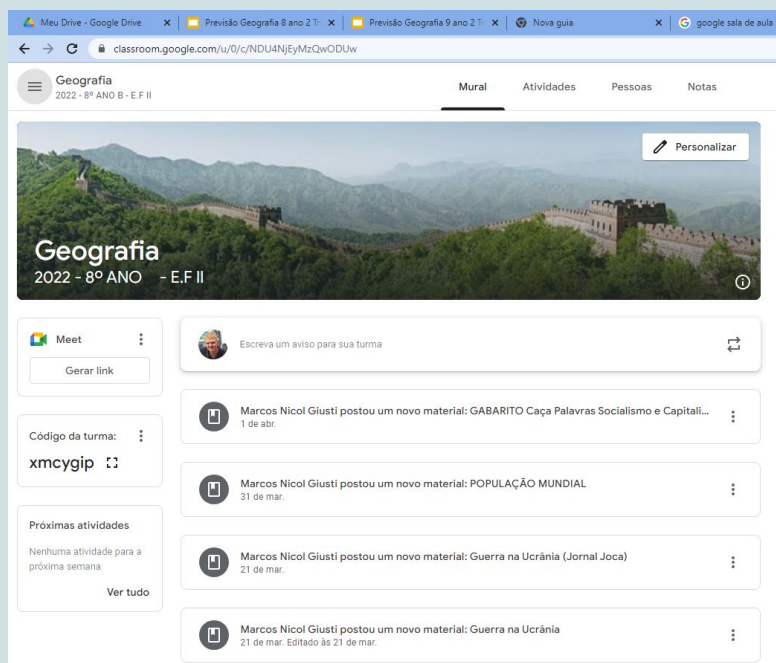 Meu Drive - Google Drive
Previsão Geografia 8 ano 2 Tri
Previsão Geografia 9 ano 2 Tri
Nova guia
google sala de aula
classroom.google.com/u/0/c/NDU4NjEyMzQwODUw
Geografia
2022 - 8º ANO B - E.F II
Mural
Atividades
Pessoas
Notas
Personalizar
Geografia
2022 - 8º ANO - E.F II
Meet
Gerar link
Escreva um aviso para sua turma
Marcos Nicol Giusti postou um novo material: GABARITO Caça Palavras Socialismo e Capitali...
1 de abr.
Código da turma:
xmcygip
Marcos Nicol Giusti postou um novo material: POPULAÇÃO MUNDIAL
31 de mar.
Próximas atividades
Nenhuma atividade para a
próxima semana
Ver tudo
Marcos Nicol Giusti postou um novo material: Guerra na Ucrânia (Jornal Joca)
21 de mar.
Marcos Nicol Giusti postou um novo material: Guerra na Ucrânia
21 de mar. Editado às 21 de mar.